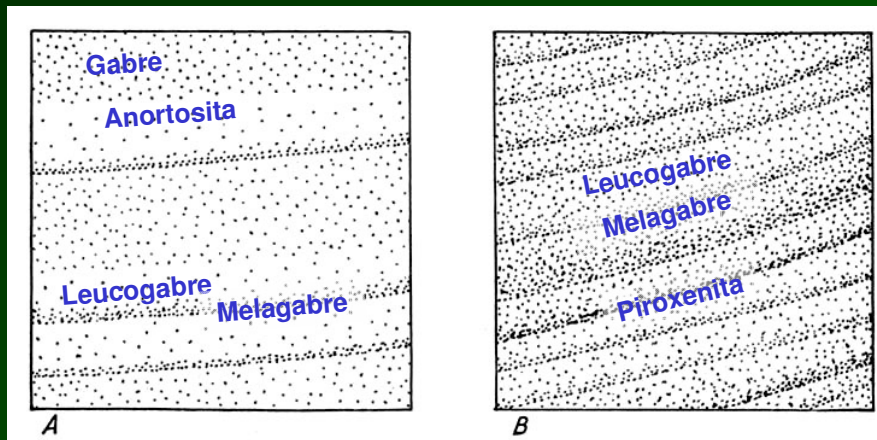 Gabre
Anortosita
Leucogabre
Melagabre
A
Leucogabre
Melagabre
Piroxenita
B